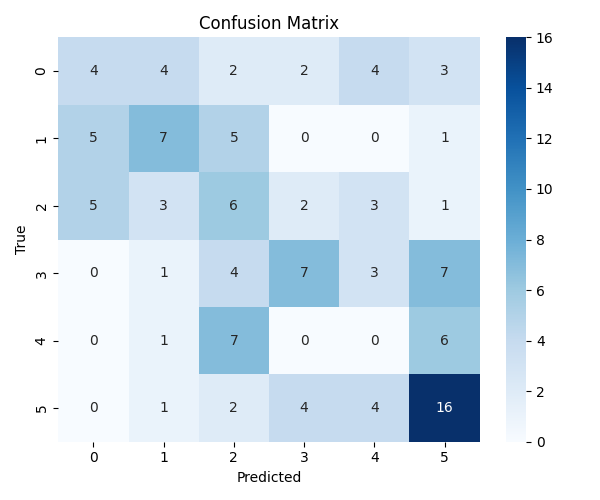 Confusion Matrix
True
0 4 4 2 2 4 3
1 5 7 5 0 0 1
2 5 3 6 2 3 1
3 0 1 4 7 3 7
4 0 1 7 0 0 6
5 0 1 2 4 4 16
0 1 2 3 4 5
Predicted
16
14
12
10
8
6
4
2
0